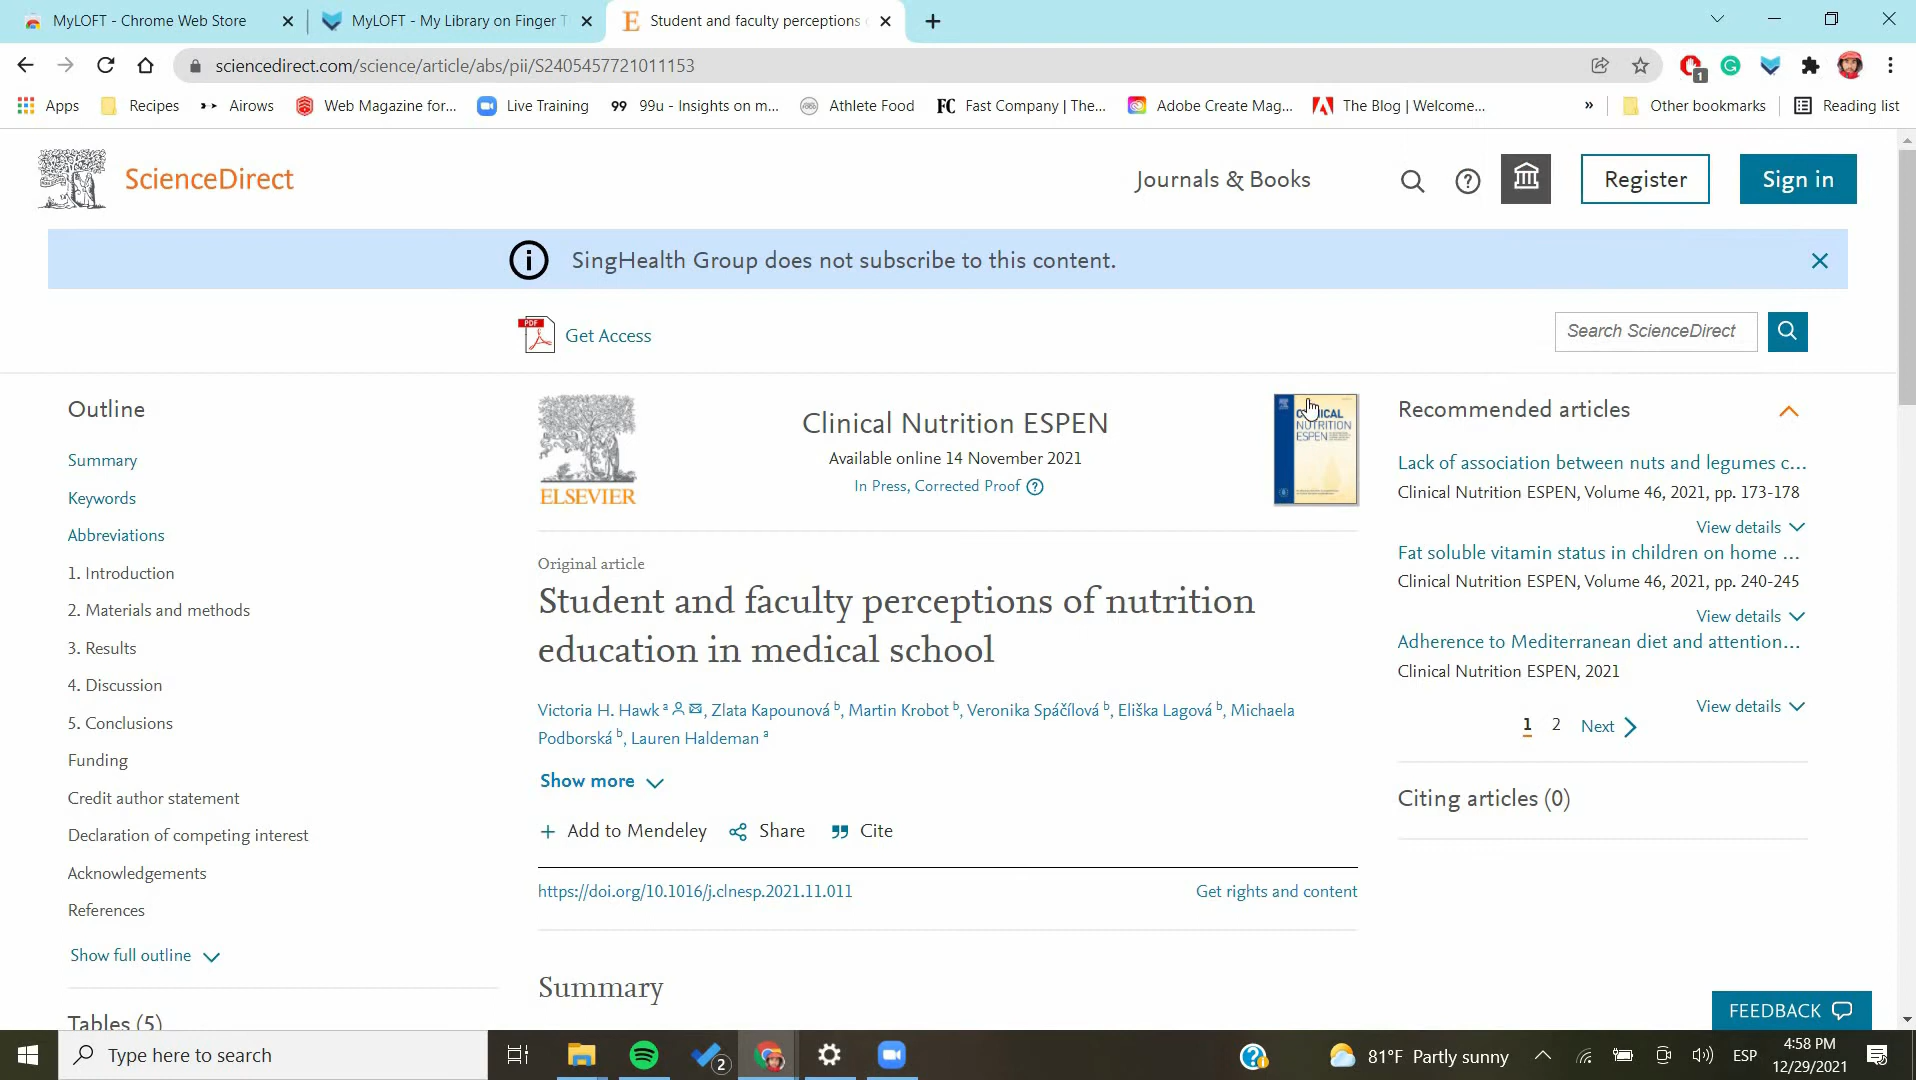 MyLOFT - Chrome Web Store
MyLOFT - My Library on Finger T
Student and faculty perceptions
sciencedirect.com/science/article/abs/pii/S2405457721011153
1
Apps
Recipes
Airows
Web Magazine for...
Live Training
99 99u - Insights on m...
Athlete Food
FC Fast Company | The...
Adobe Create Mag...
The Blog | Welcome...
»
Other bookmarks
Reading list
ScienceDirect
Journals & Books
Register
Sign in
SingHealth Group does not subscribe to this content.
PDF
Get Access
Search ScienceDirect
Outline
Summary
Keywords
Abbreviations
1. Introduction
2. Materials and methods
3. Results
4. Discussion
5. Conclusions
Funding
Credit author statement
Declaration of competing interest
Acknowledgements
References
Show full outline
Tables (5)
ELSEVIER
Clinical Nutrition ESPEN
Available online 14 November 2021
In Press, Corrected Proof
CLINICAL
NUTRITION
ESPEN
Original article
Student and faculty perceptions of nutrition
education in medical school
Victoria H. Hawk a, Zlata Kapounová b, Martin Krobot b, Veronika Spáčílová b, Eliška Lagová b, Michaela
Podborská b, Lauren Haldeman a
Show more
Add to Mendeley
Share
Cite
https://doi.org/10.1016/j.clnesp.2021.11.011
Get rights and content
Summary
Recommended articles
Lack of association between nuts and legumes c...
Clinical Nutrition ESPEN, Volume 46, 2021, pp. 173-178
View details
Fat soluble vitamin status in children on home ...
Clinical Nutrition ESPEN, Volume 46, 2021, pp. 240-245
View details
Adherence to Mediterranean diet and attention...
Clinical Nutrition ESPEN, 2021
View details
1 2 Next
Citing articles (0)
FEEDBACK
Type here to search
2
81°F Partly sunny
ESP
4:58 PM
12/29/2021